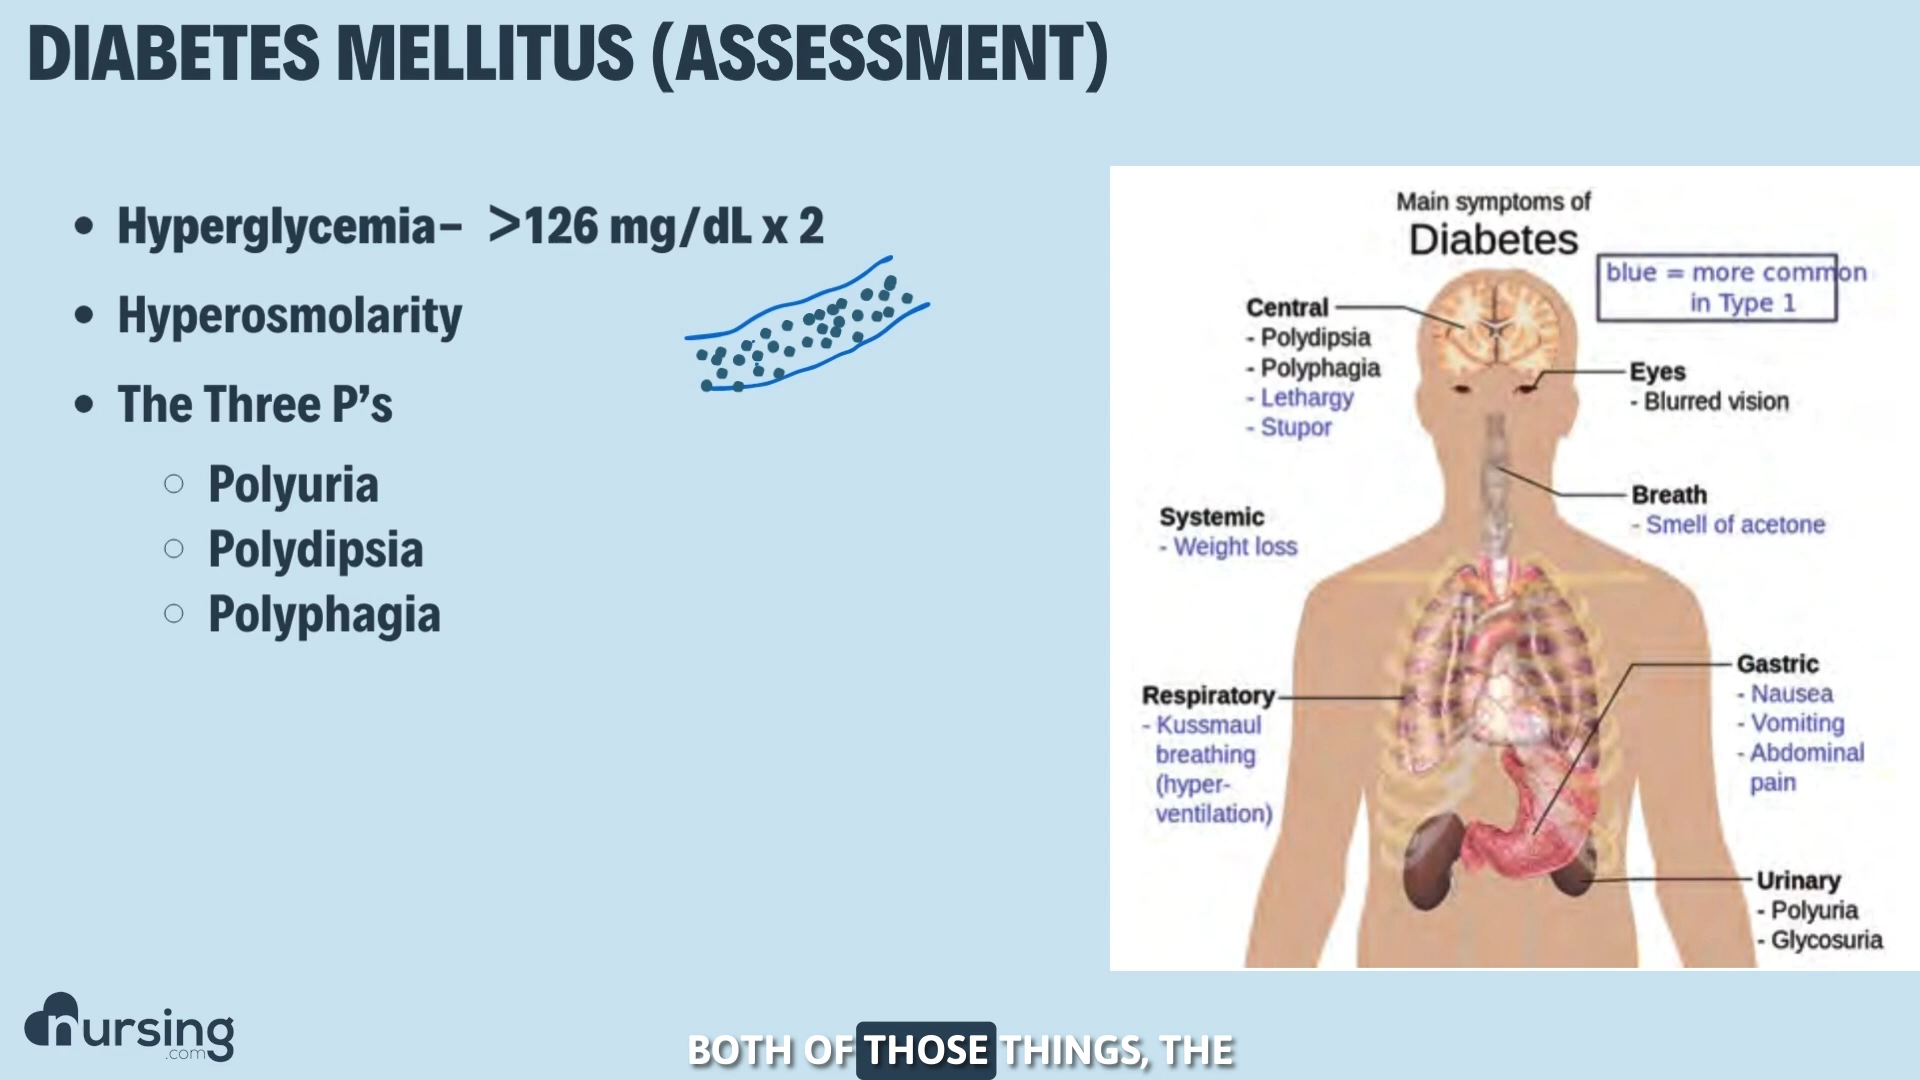 DIABETES MELLITUS (ASSESSMENT)
• Hyperglycemia– >126 mg/dL x 2
• Hyperosmolarity
• The Three P’s
○ Polyuria
○ Polydipsia
○ Polyphagia
Main symptoms of
Diabetes
blue = more common
in Type 1
Central
- Polydipsia
- Polyphagia
- Lethargy
- Stupor
Eyes
- Blurred vision
Breath
- Smell of acetone
Systemic
- Weight loss
Respiratory
- Kussmaul
breathing
(hyper-
ventilation)
Gastric
- Nausea
- Vomiting
- Abdominal
pain
Urinary
- Polyuria
- Glycosuria
nursing
.com
BOTH OF THOSE THINGS, THE